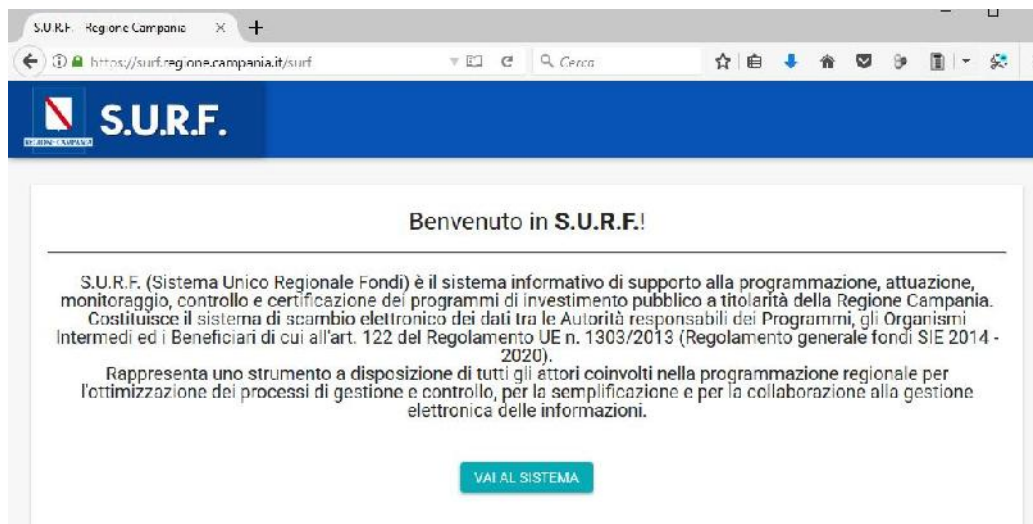 S.U.R.F. - Regione Campania
https://surf.regione.campania.it/surf
Cerca
REGIONE CAMPANIA
S.U.R.F.
Benvenuto in S.U.R.F.!
S.U.R.F. (Sistema Unico Regionale Fondi) è il sistema informativo di supporto alla programmazione, attuazione,
monitoraggio, controllo e certificazione dei programmi di investimento pubblico a titolarità della Regione Campania.
Costituisce il sistema di scambio elettronico dei dati tra le Autorità responsabili dei Programmi, gli Organismi
Intermedi ed i Beneficiari di cui all'art. 122 del Regolamento UE n. 1303/2013 (Regolamento generale fondi SIE 2014 -
2020).
Rappresenta uno strumento a disposizione di tutti gli attori coinvolti nella programmazione regionale per
l'ottimizzazione dei processi di gestione e controllo, per la semplificazione e per la collaborazione alla gestione
elettronica delle informazioni.
VAI AL SISTEMA